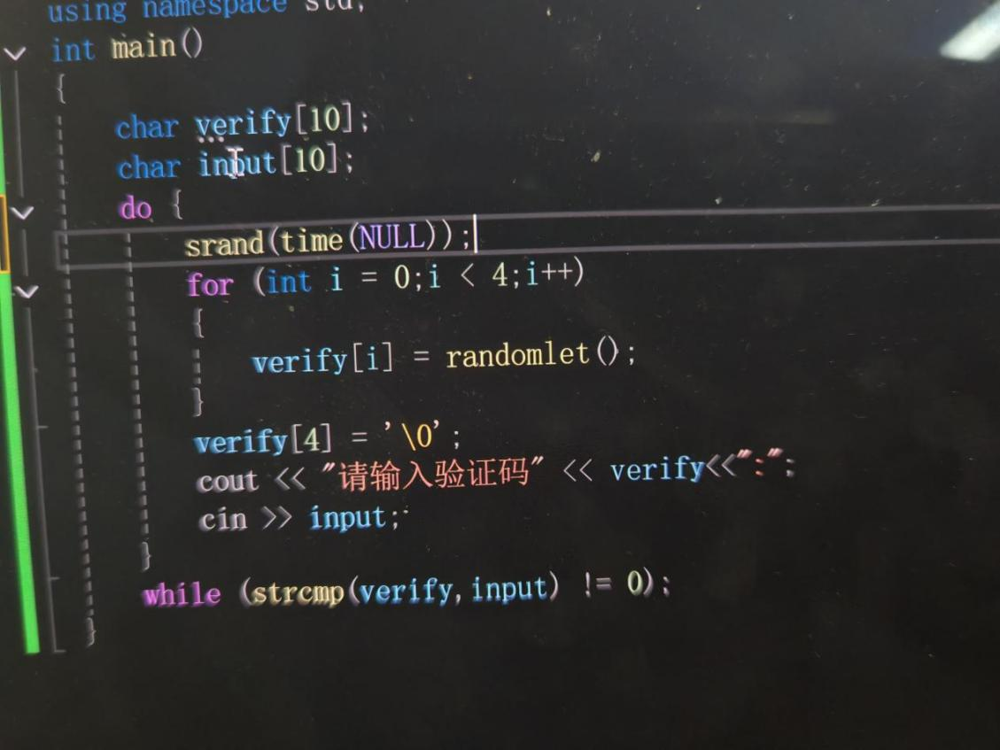 using namespace std;
int main()
{
char verify[10];
char input[10];
do {
srand(time(NULL));
for (int i = 0;i < 4;i++)
{
verify[i] = randomlet();
}
verify[4] = '\0';
cout << "请输入验证码" << verify<<":";
cin >> input;
}
while (strcmp(verify,input) != 0);
}